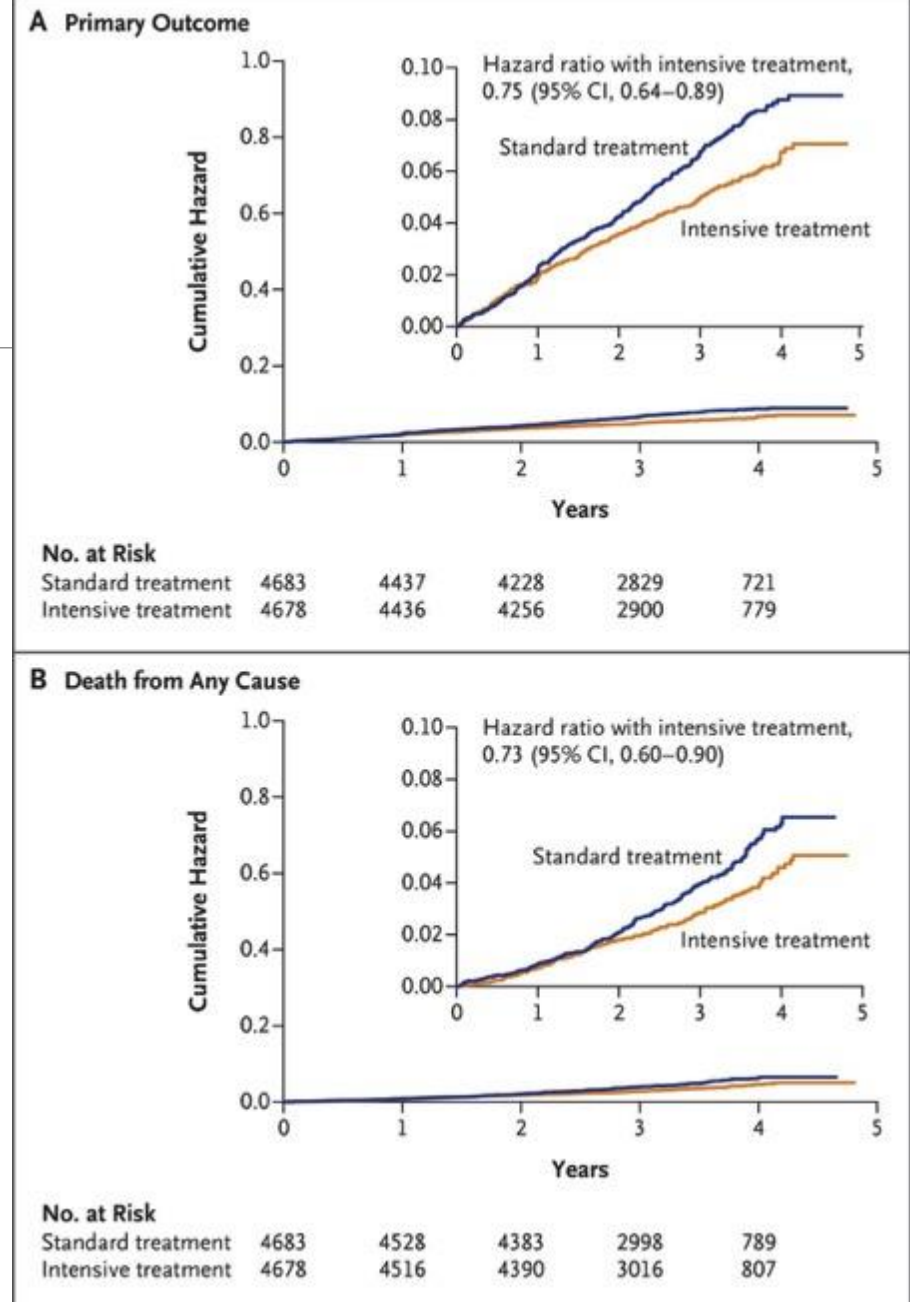 A Primary Outcome
Cumulative Hazard
1.0
0.8
0.6
0.4
0.2
0.0
0 1 2 3 4 5
Years
0.10
0.08
0.06
0.04
0.02
0.00
0 1 2 3 4 5
Hazard ratio with intensive treatment,
0.75 (95% CI, 0.64–0.89)
Standard treatment
Intensive treatment
No. at Risk
Standard treatment 4683 4437 4228 2829 721
Intensive treatment 4678 4436 4256 2900 779
B Death from Any Cause
Cumulative Hazard
1.0
0.8
0.6
0.4
0.2
0.0
0 1 2 3 4 5
Years
0.10
0.08
0.06
0.04
0.02
0.00
0 1 2 3 4 5
Hazard ratio with intensive treatment,
0.73 (95% CI, 0.60–0.90)
Standard treatment
Intensive treatment
No. at Risk
Standard treatment 4683 4528 4383 2998 789
Intensive treatment 4678 4516 4390 3016 807